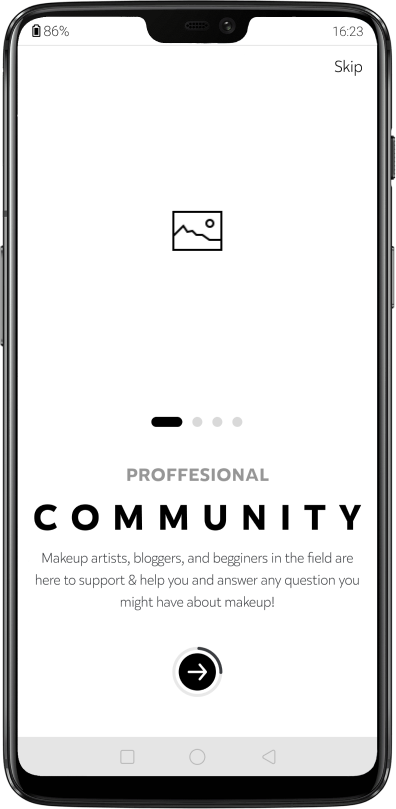 86%
16:23
Skip
PROFFESIONAL
COMMUNITY
Makeup artists, bloggers, and begginers in the field are
here to support & help you and answer any question you
might have about makeup!